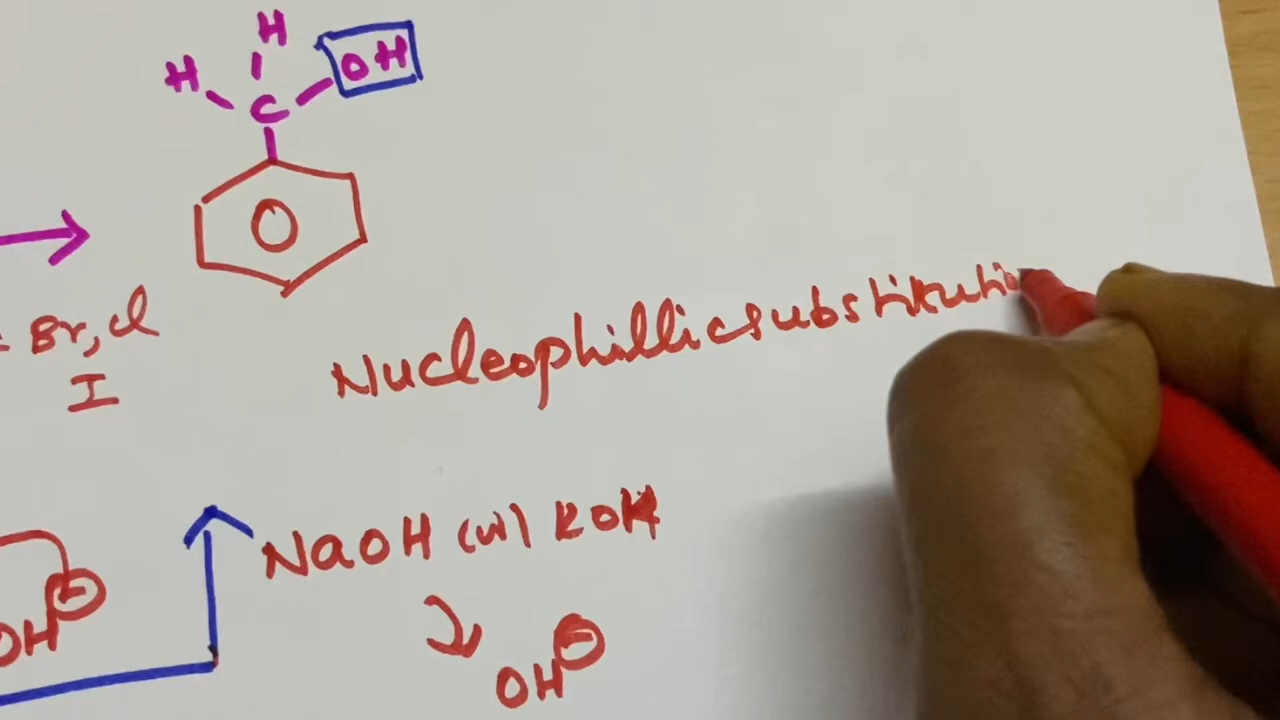 H
H
OH
C
Br, Cl
I
Nucleophillic substitutio
NaOH (or) KOH
OH
OH